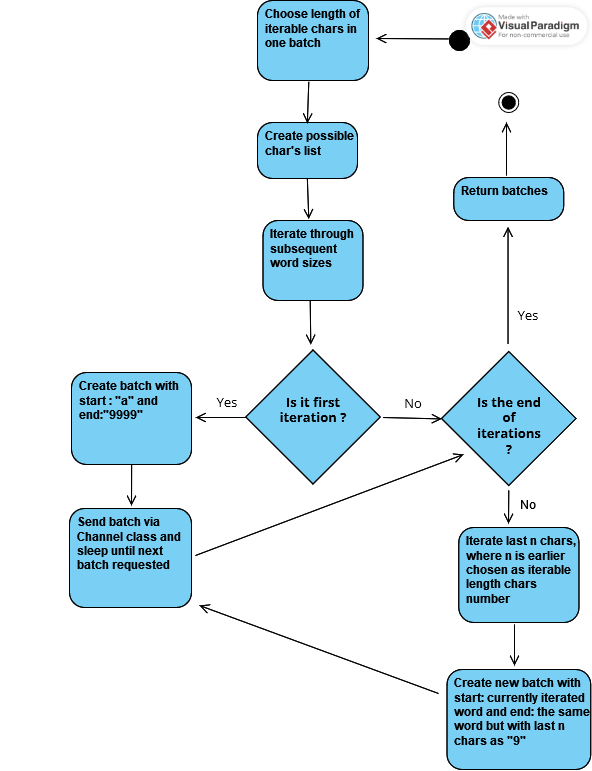 Choose length of
iterable chars in
one batch
Made with
VisualParadigm
For non-commercial use
Create possible
char's list
Return batches
Iterate through
subsequent
word sizes
Yes
Create batch with
start : "a" and
end:"9999"
Yes
Is it first
iteration ?
No
Is the end
of
iterations
?
No
Send batch via
Channel class and
sleep until next
batch requested
Iterate last n chars,
where n is earlier
chosen as iterable
length chars
number
Create new batch with
start: currently iterated
word and end: the same
word but with last n
chars as "9"